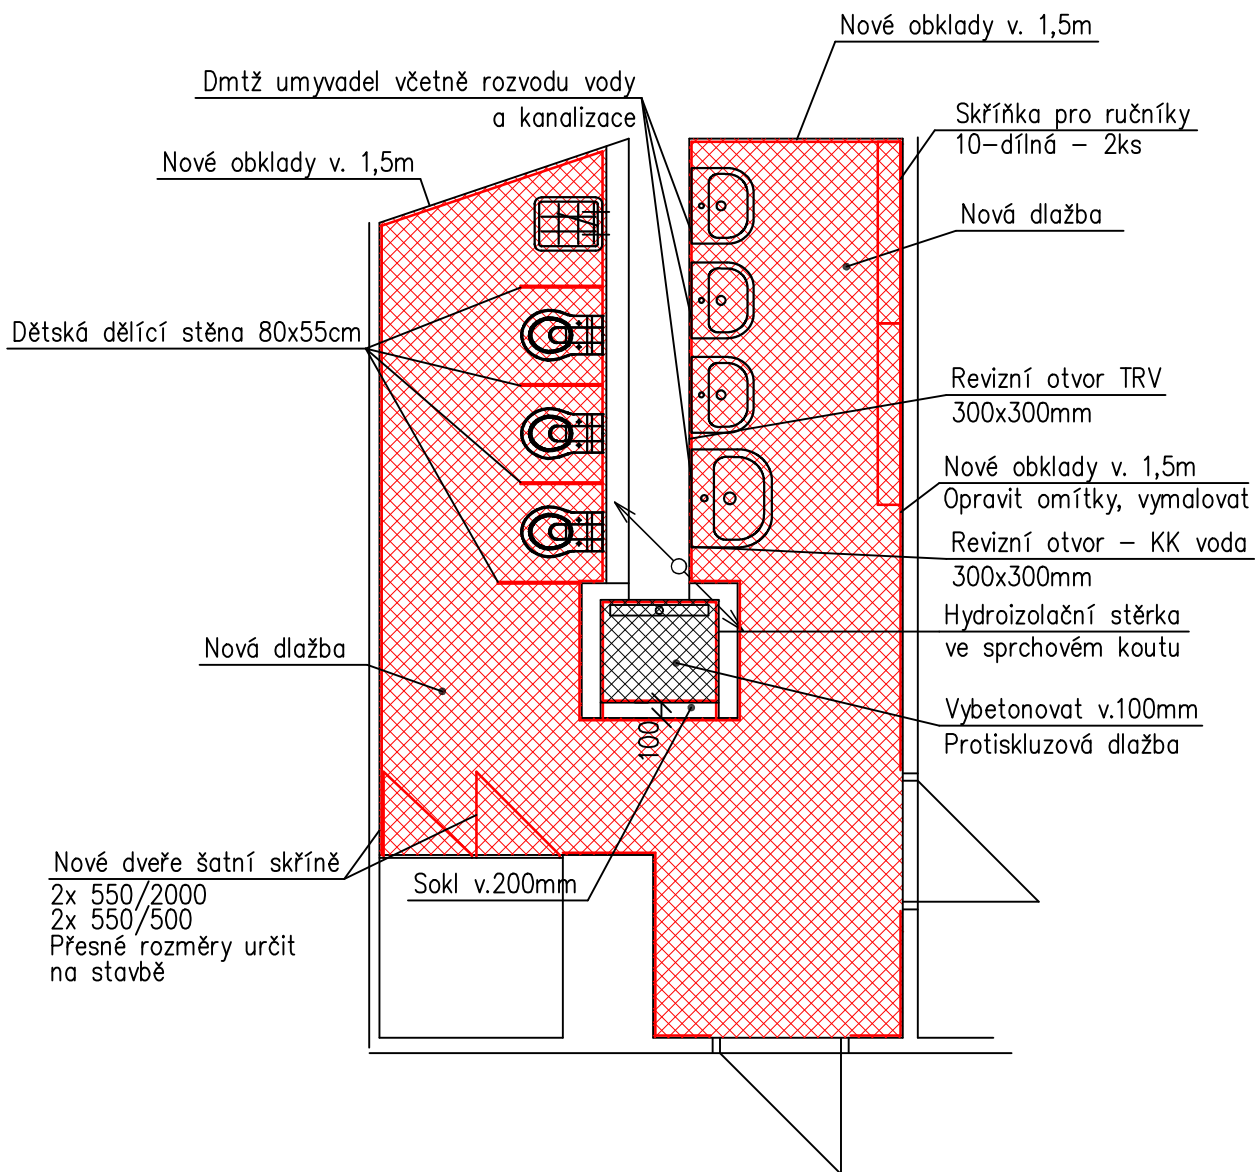 Nové obklady v. 1,5m
Dmtž umyvadel včetně rozvodu vody
a kanalizace
Skříňka pro ručníky
10-dílná - 2ks
Nové obklady v. 1,5m
Nová dlažba
Dětská dělící stěna 80x55cm
Revizní otvor TRV
300x300mm
Nové obklady v. 1,5m
Opravit omítky, vymalovat
Revizní otvor - KK voda
300x300mm
Hydroizolační stěrka
ve sprchovém koutu
Nová dlažba
Vybetonovat v.100mm
Protiskluzová dlažba
100
Nové dveře šatní skříně
2x 550/2000
2x 550/500
Přesné rozměry určit
na stavbě
Sokl v.200mm